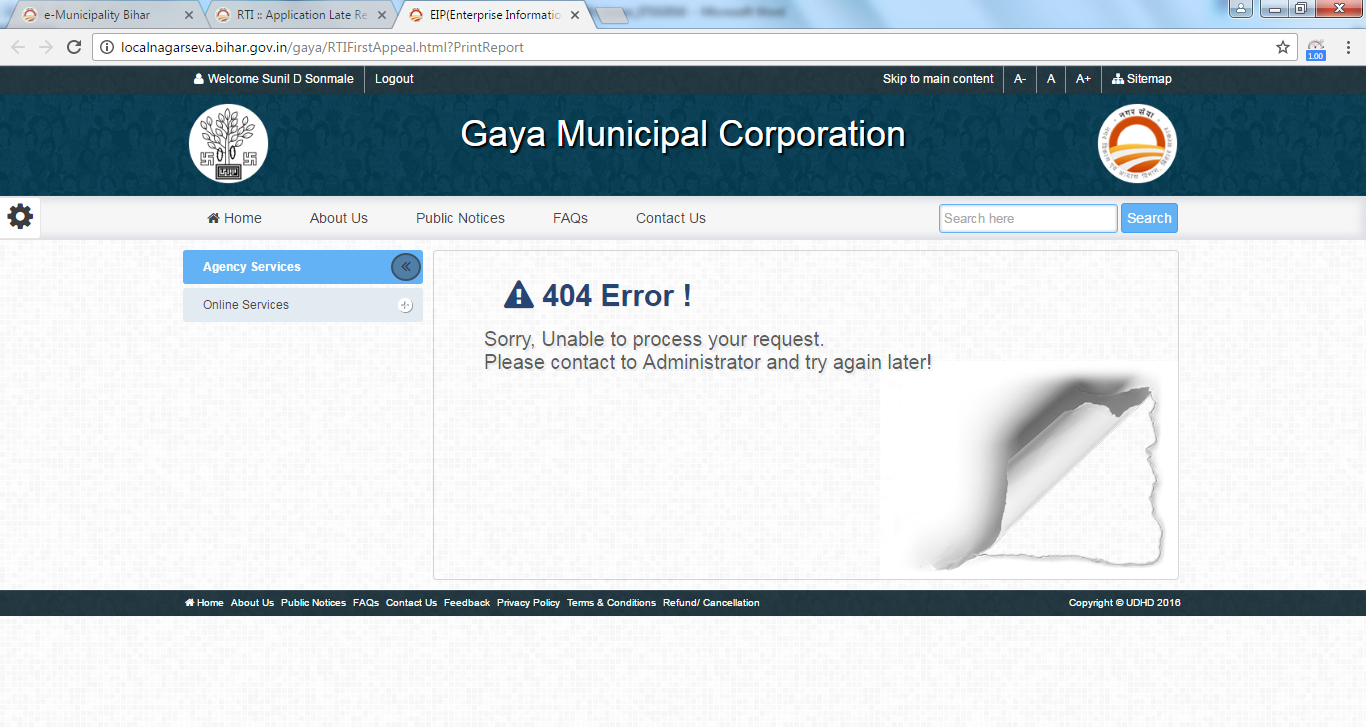 e-Municipality Bihar
RTI :: Application Late Re
EIP(Enterprise Informatio
localnagarseva.bihar.gov.in/gaya/RTIFirstAppeal.html?PrintReport
1.00
Welcome Sunil D Sonmale
Logout
Skip to main content
A-
A
A+
Sitemap
Gaya Municipal Corporation
नगर सेवा
Home
About Us
Public Notices
FAQs
Contact Us
Search here
Search
Agency Services
Online Services
404 Error !
Sorry, Unable to process your request.
Please contact to Administrator and try again later!
Home About Us Public Notices FAQs Contact Us Feedback Privacy Policy Terms & Conditions Refund/ Cancellation
Copyright © UDHD 2016